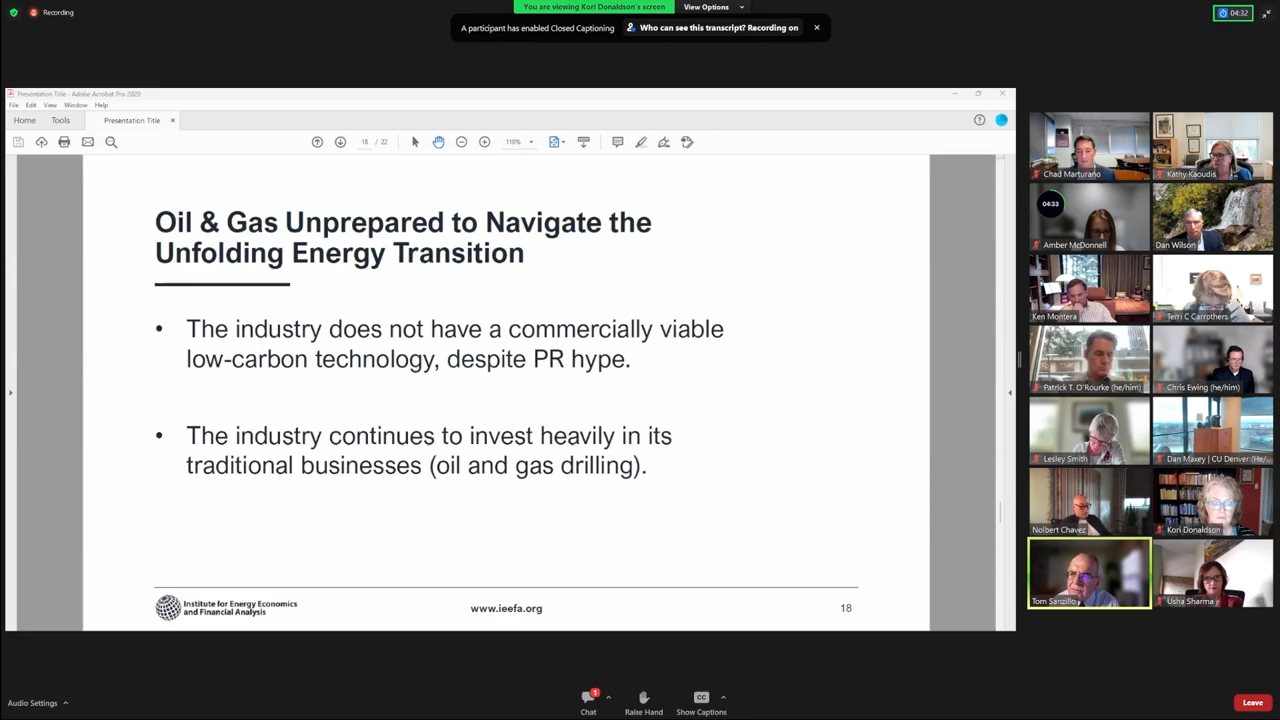 Recording
You are viewing Kori Donaldson's screen
View Options
04:32
A participant has enabled Closed Captioning
Who can see this transcript? Recording on
Presentation Title - Adobe Acrobat Pro 2020
File Edit View Window Help
Home Tools Presentation Title
18 / 22
110%
Oil & Gas Unprepared to Navigate the
Unfolding Energy Transition
• The industry does not have a commercially viable
low-carbon technology, despite PR hype.
• The industry continues to invest heavily in its
traditional businesses (oil and gas drilling).
Institute for Energy Economics
and Financial Analysis
www.ieefa.org
18
Chad Marturano
Kathy Kaoudis
04:33
Amber McDonnell
Dan Wilson
Ken Montera
Terri C Carrothers
Patrick T. O'Rourke (he/him)
Chris Ewing (he/him)
Lesley Smith
Dan Maxey | CU Denver (He/...
Nolbert Chavez
Kori Donaldson
Tom Sanzillo
Usha Sharma
Audio Settings
1
Chat
Raise Hand
CC
Show Captions
Leave